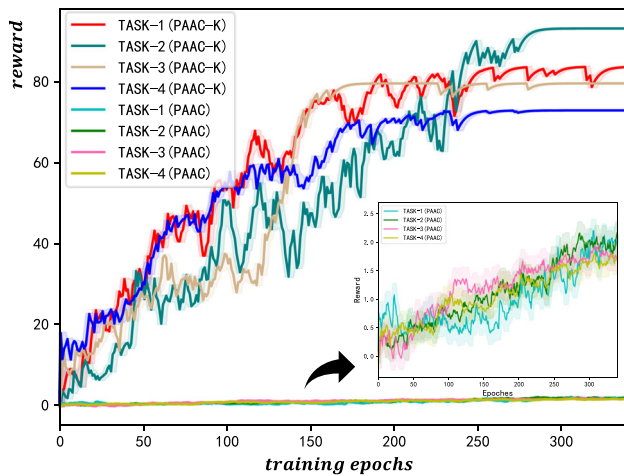 reward
80
60
40
20
0
TASK-1(PAAC-K)
TASK-2(PAAC-K)
TASK-3(PAAC-K)
TASK-4(PAAC-K)
TASK-1(PAAC)
TASK-2(PAAC)
TASK-3(PAAC)
TASK-4(PAAC)
2.5
2.0
1.5
1.0
0.5
0.0
Reward
TASK-1(PAAC)
TASK-2(PAAC)
TASK-3(PAAC)
TASK-4(PAAC)
0 50 100 150 200 250 300
Epoches
0 50 100 150 200 250 300
training epochs